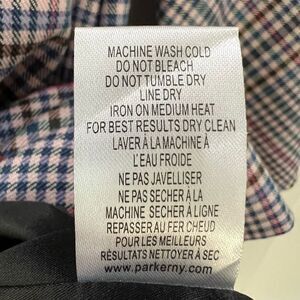 MACHINE WASH COLD
DO NOT BLEACH
DO NOT TUMBLE DRY
LINE DRY
IRON ON MEDIUM HEAT
FOR BEST RESULTS DRY CLEAN
LAVER À LA MACHINE À
L'EAU FROIDE
NE PAS JAVELLISER
NE PAS SECHER À LA
MACHINE SECHER À LIGNE
REPASSER AU FER CHEUD
POUR LES MEILLEURS
RÉSULTATS NETTOYER À SEC
www.parkerny.com